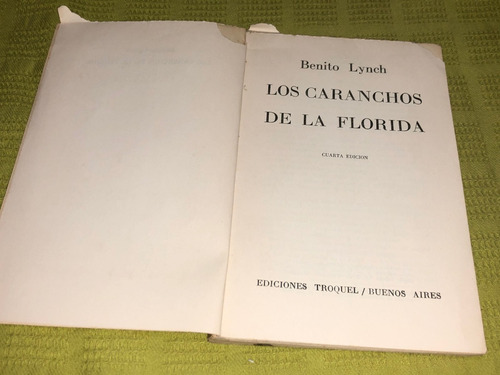 Benito Lynch
LOS CARANCHOS
DE LA FLORIDA
CUARTA EDICION
EDICIONES TROQUEL / BUENOS AIRES